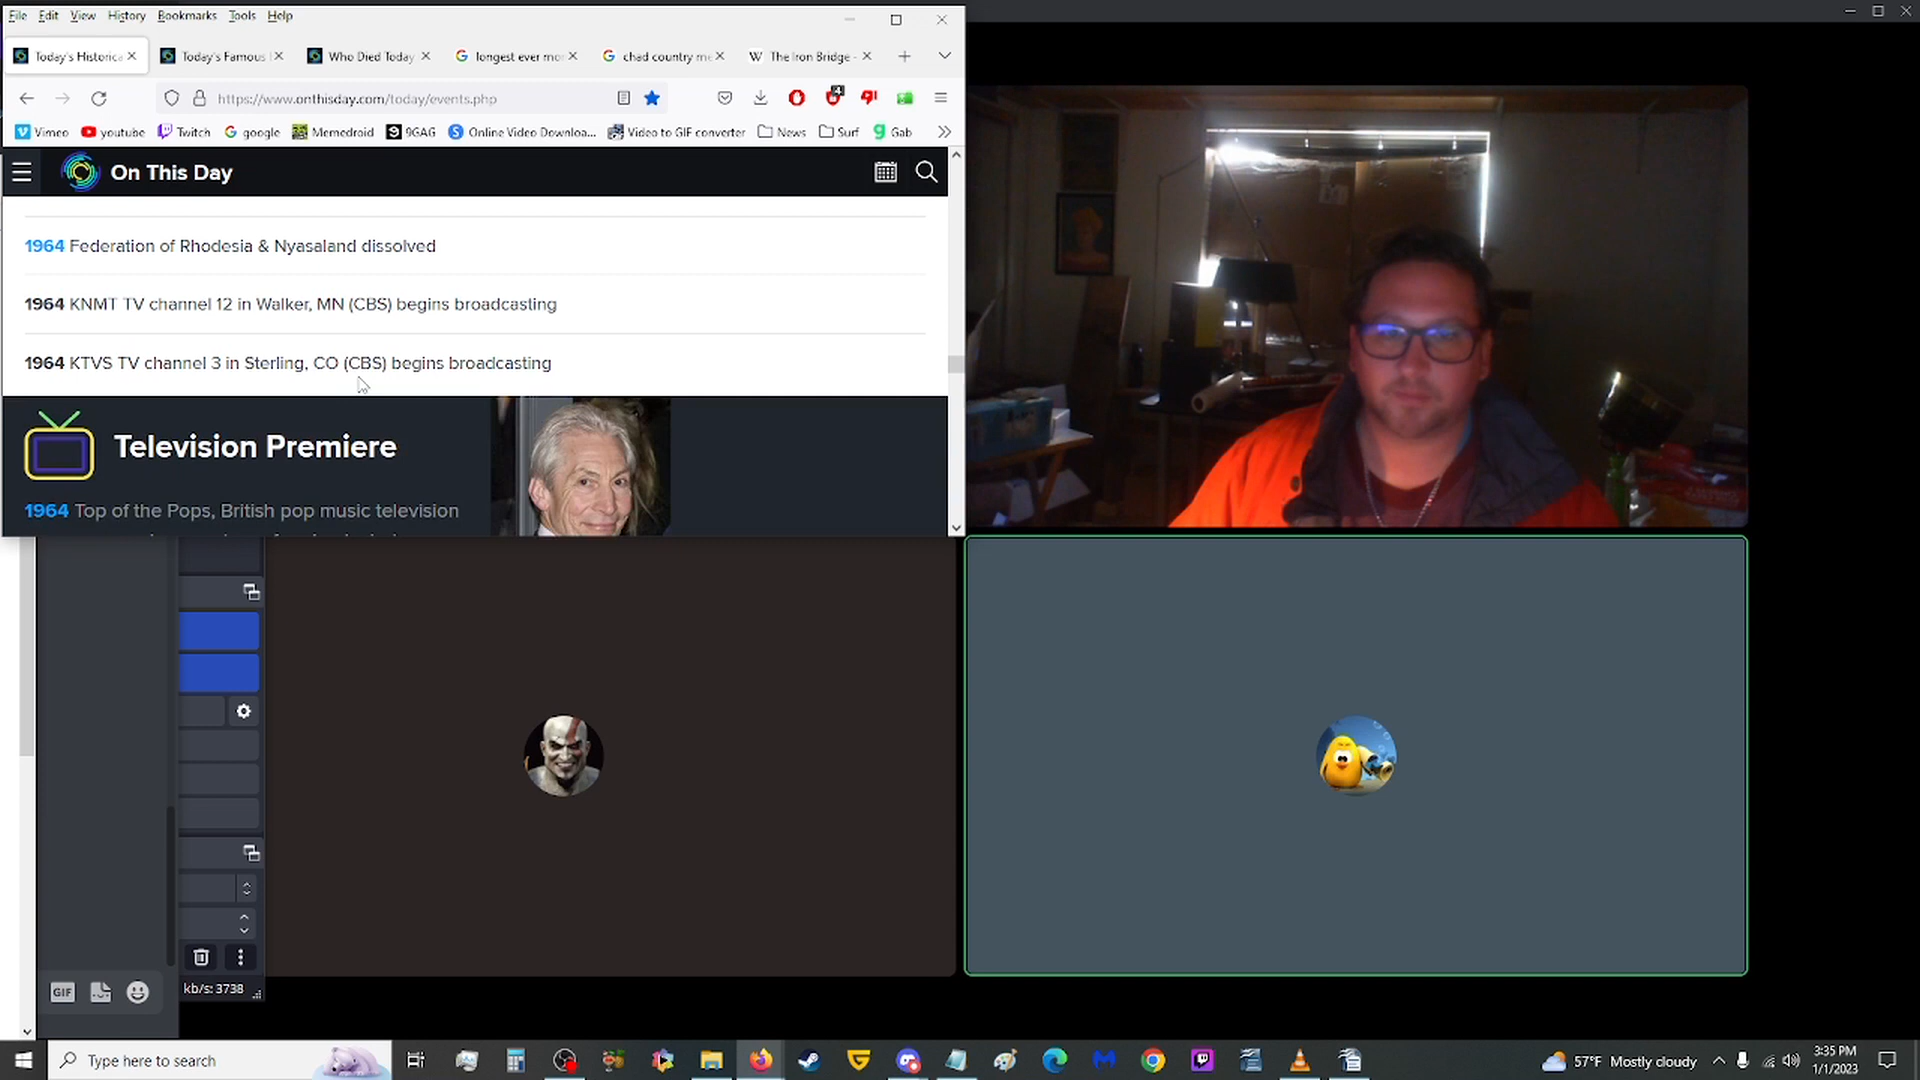 File Edit View History Bookmarks Tools Help
Today's Historica Today's Famous Who Died Today longest ever mo chad country me The Iron Bridge -
https://www.onthisday.com/today/events.php
Vimeo youtube Twitch google Memedroid 9GAG Online Video Downloa... Video to GIF converter News Surf Gab
On This Day
1964 Federation of Rhodesia & Nyasaland dissolved
1964 KNMT TV channel 12 in Walker, MN (CBS) begins broadcasting
1964 KTVS TV channel 3 in Sterling, CO (CBS) begins broadcasting
Television Premiere
1964 Top of the Pops, British pop music television
GIF
kb/s: 3738
Type here to search
57°F Mostly cloudy
3:35 PM
1/1/2023